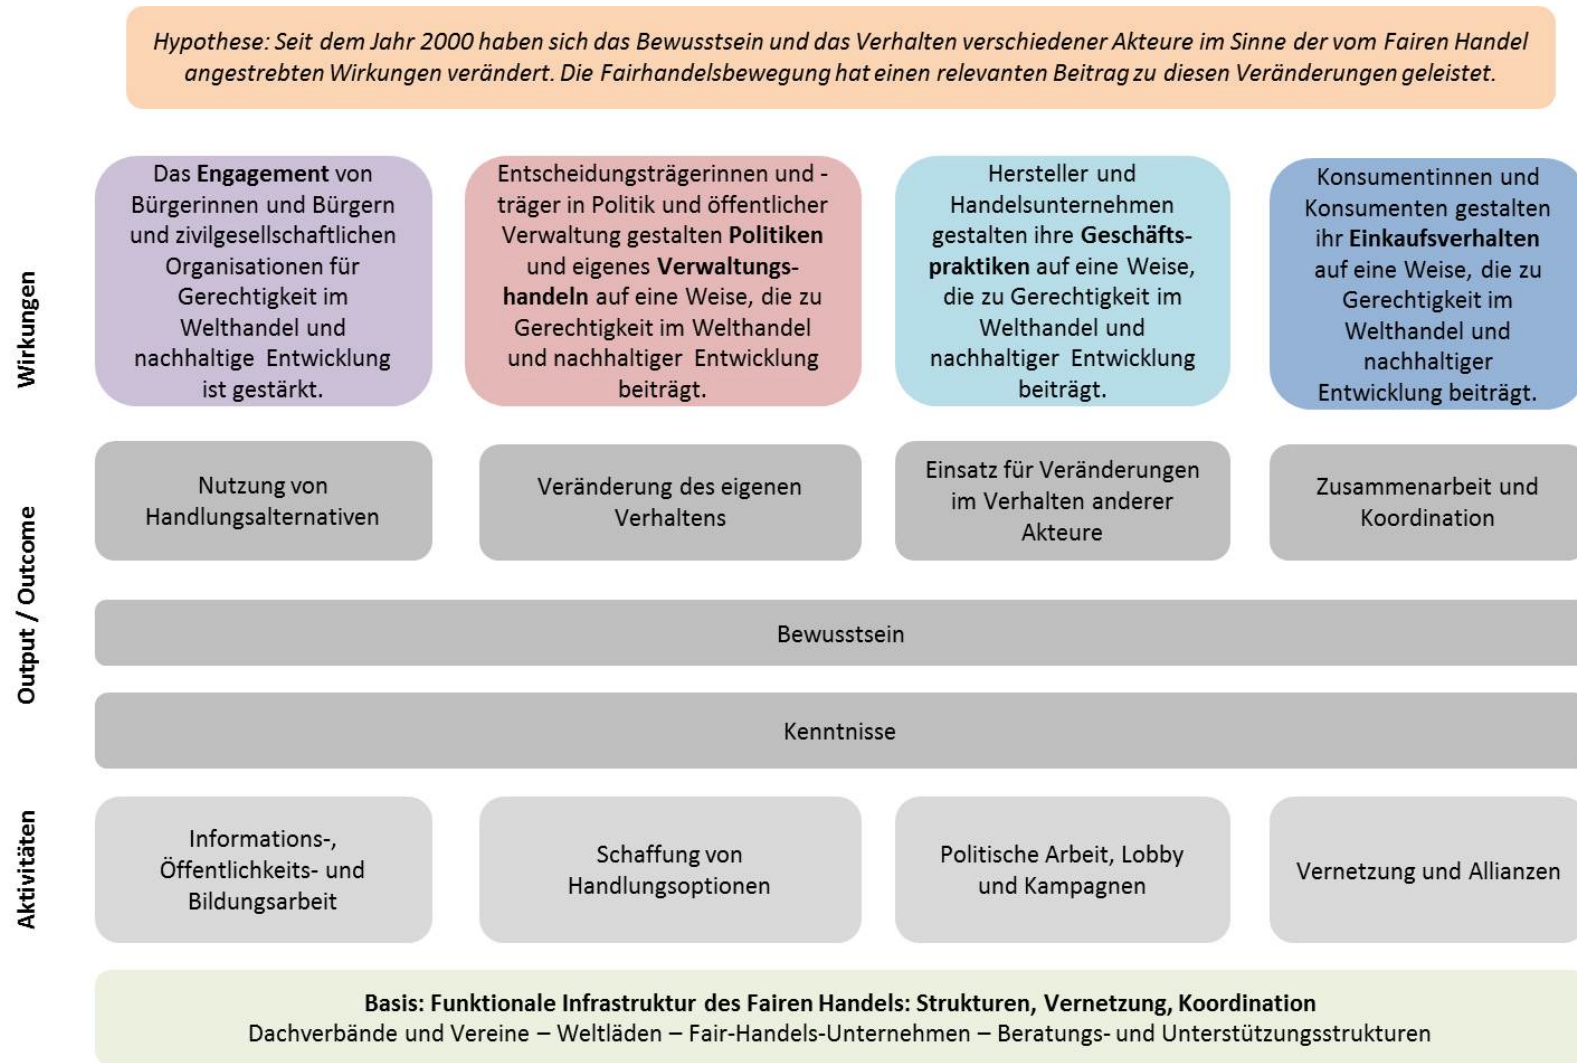 Hypothese: Seit dem Jahr 2000 haben sich das Bewusstsein und das Verhalten verschiedener Akteure im Sinne der vom Fairen Handel
angestrebten Wirkungen verändert. Die Fairhandelsbewegung hat einen relevanten Beitrag zu diesen Veränderungen geleistet.
Wirkungen
Das Engagement von
Bürgerinnen und Bürgern
und zivilgesellschaftlichen
Organisationen für
Gerechtigkeit im
Welthandel und
nachhaltige Entwicklung
ist gestärkt.
Entscheidungsträgerinnen und -
träger in Politik und öffentlicher
Verwaltung gestalten Politiken
und eigenes Verwaltungs-
handeln auf eine Weise, die zu
Gerechtigkeit im Welthandel
und nachhaltiger Entwicklung
beiträgt.
Hersteller und
Handelsunternehmen
gestalten ihre Geschäfts-
praktiken auf eine Weise,
die zu Gerechtigkeit im
Welthandel und
nachhaltiger Entwicklung
beiträgt.
Konsumentinnen und
Konsumenten gestalten
ihr Einkaufsverhalten
auf eine Weise, die zu
Gerechtigkeit im
Welthandel und
nachhaltiger
Entwicklung beiträgt.
Output / Outcome
Nutzung von
Handlungsalternativen
Veränderung des eigenen
Verhaltens
Einsatz für Veränderungen
im Verhalten anderer
Akteure
Zusammenarbeit und
Koordination
Bewusstsein
Kenntnisse
Aktivitäten
Informations-,
Öffentlichkeits- und
Bildungsarbeit
Schaffung von
Handlungsoptionen
Politische Arbeit, Lobby
und Kampagnen
Vernetzung und Allianzen
Basis: Funktionale Infrastruktur des Fairen Handels: Strukturen, Vernetzung, Koordination
Dachverbände und Vereine – Weltläden – Fair-Handels-Unternehmen – Beratungs- und Unterstützungsstrukturen